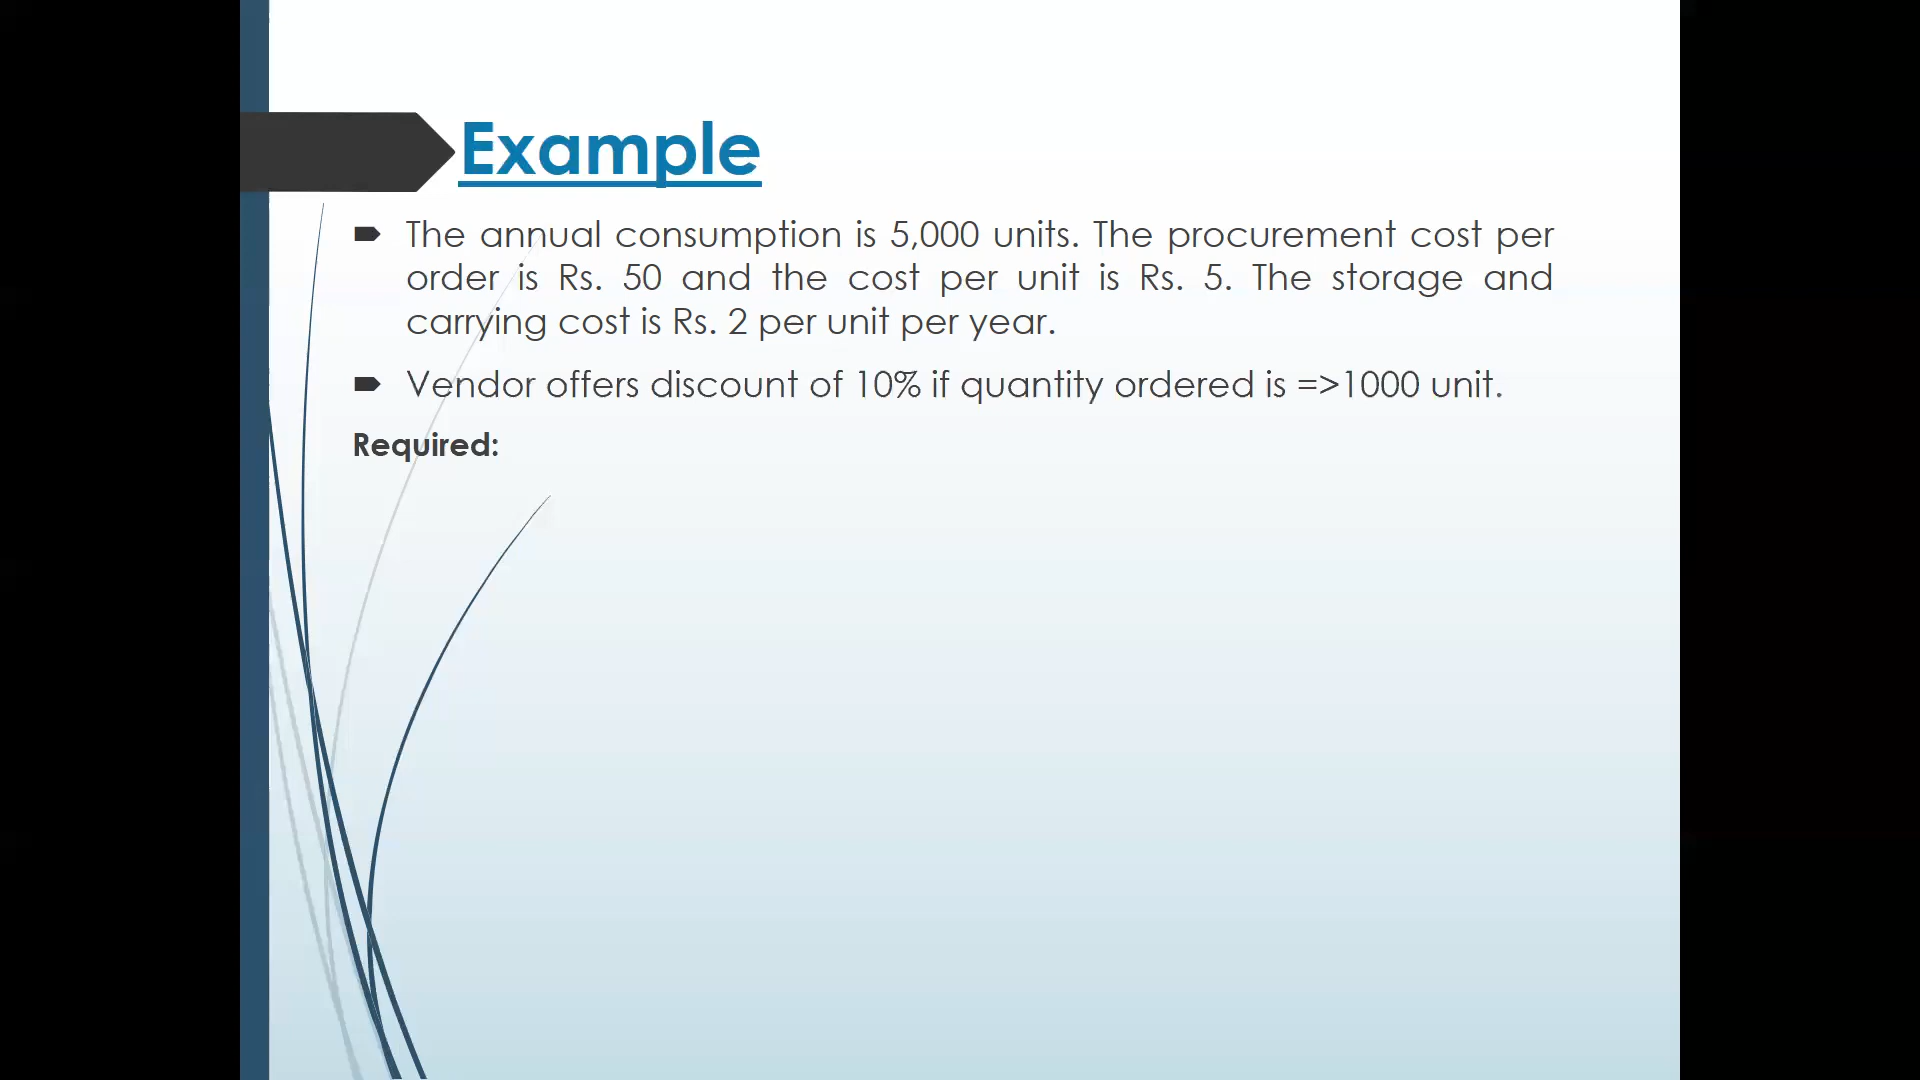 Example
The annual consumption is 5,000 units. The procurement cost per
order is Rs. 50 and the cost per unit is Rs. 5. The storage and
carrying cost is Rs. 2 per unit per year.
Vendor offers discount of 10% if quantity ordered is =>1000 unit.
Required: